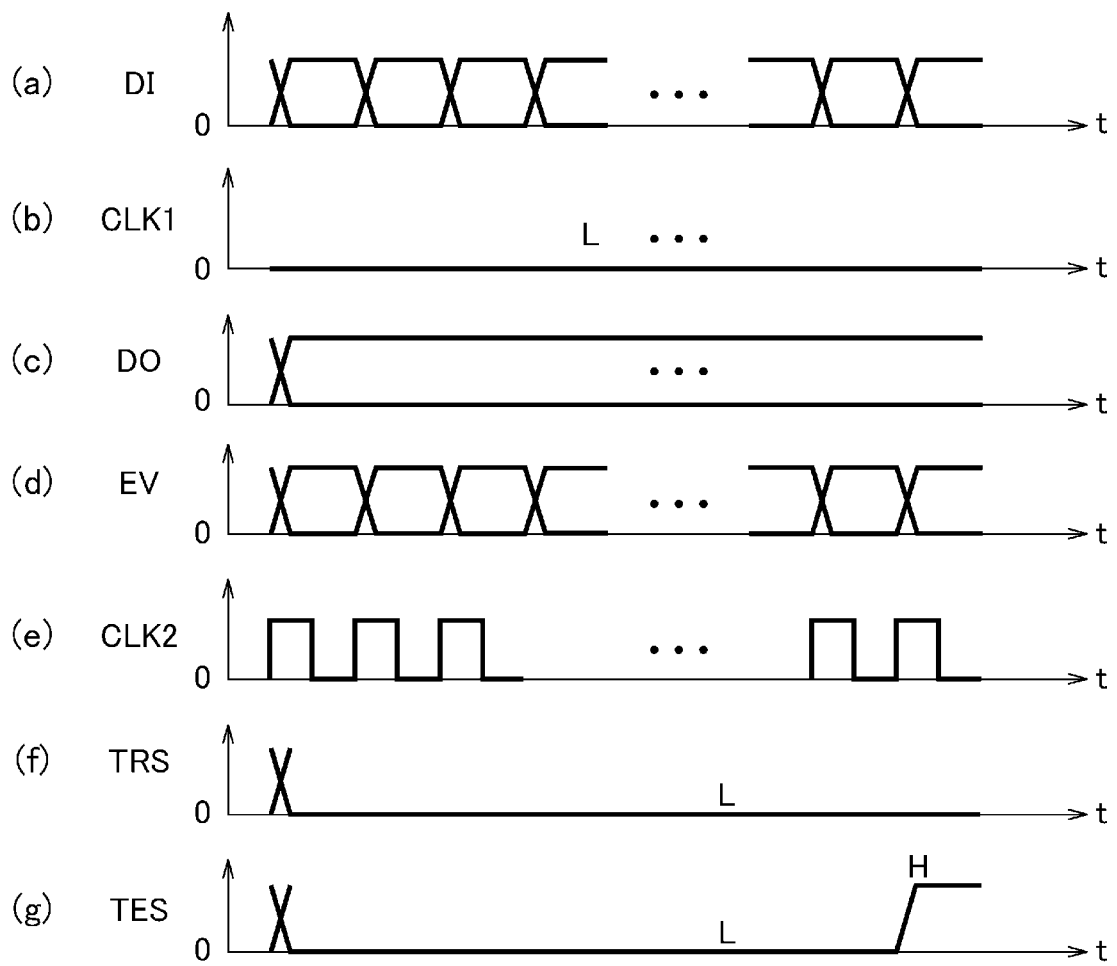 (a) DI
0 t
(b) CLK1 L
0 t
(c) DO
0 t
(d) EV
0 t
(e) CLK2
0 t
(f) TRS L
0 t
H
(g) TES L
0 t